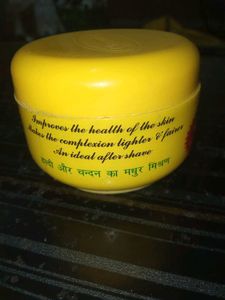 Improves the health of the skin
Makes the complexion lighter & fairer
An ideal after shave
हल्दी और चन्दन का मधुर मिश्रण